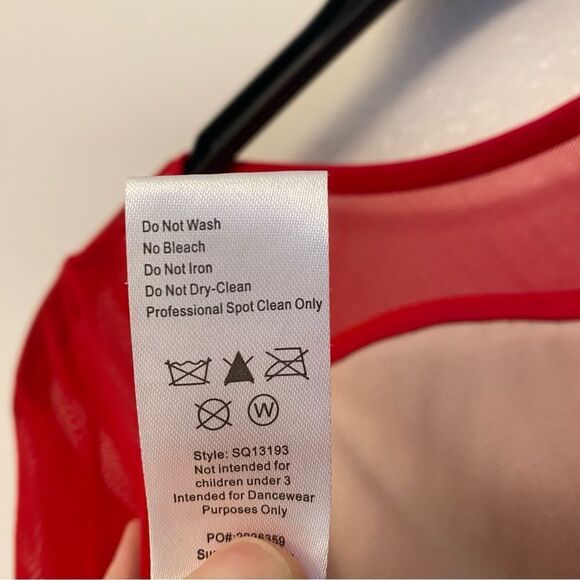 Do Not Wash
No Bleach
Do Not Iron
Do Not Dry-Clean
Professional Spot Clean Only
W
Style: SQ13193
Not intended for
children under 3
Intended for Dancewear
Purposes Only
PO#: